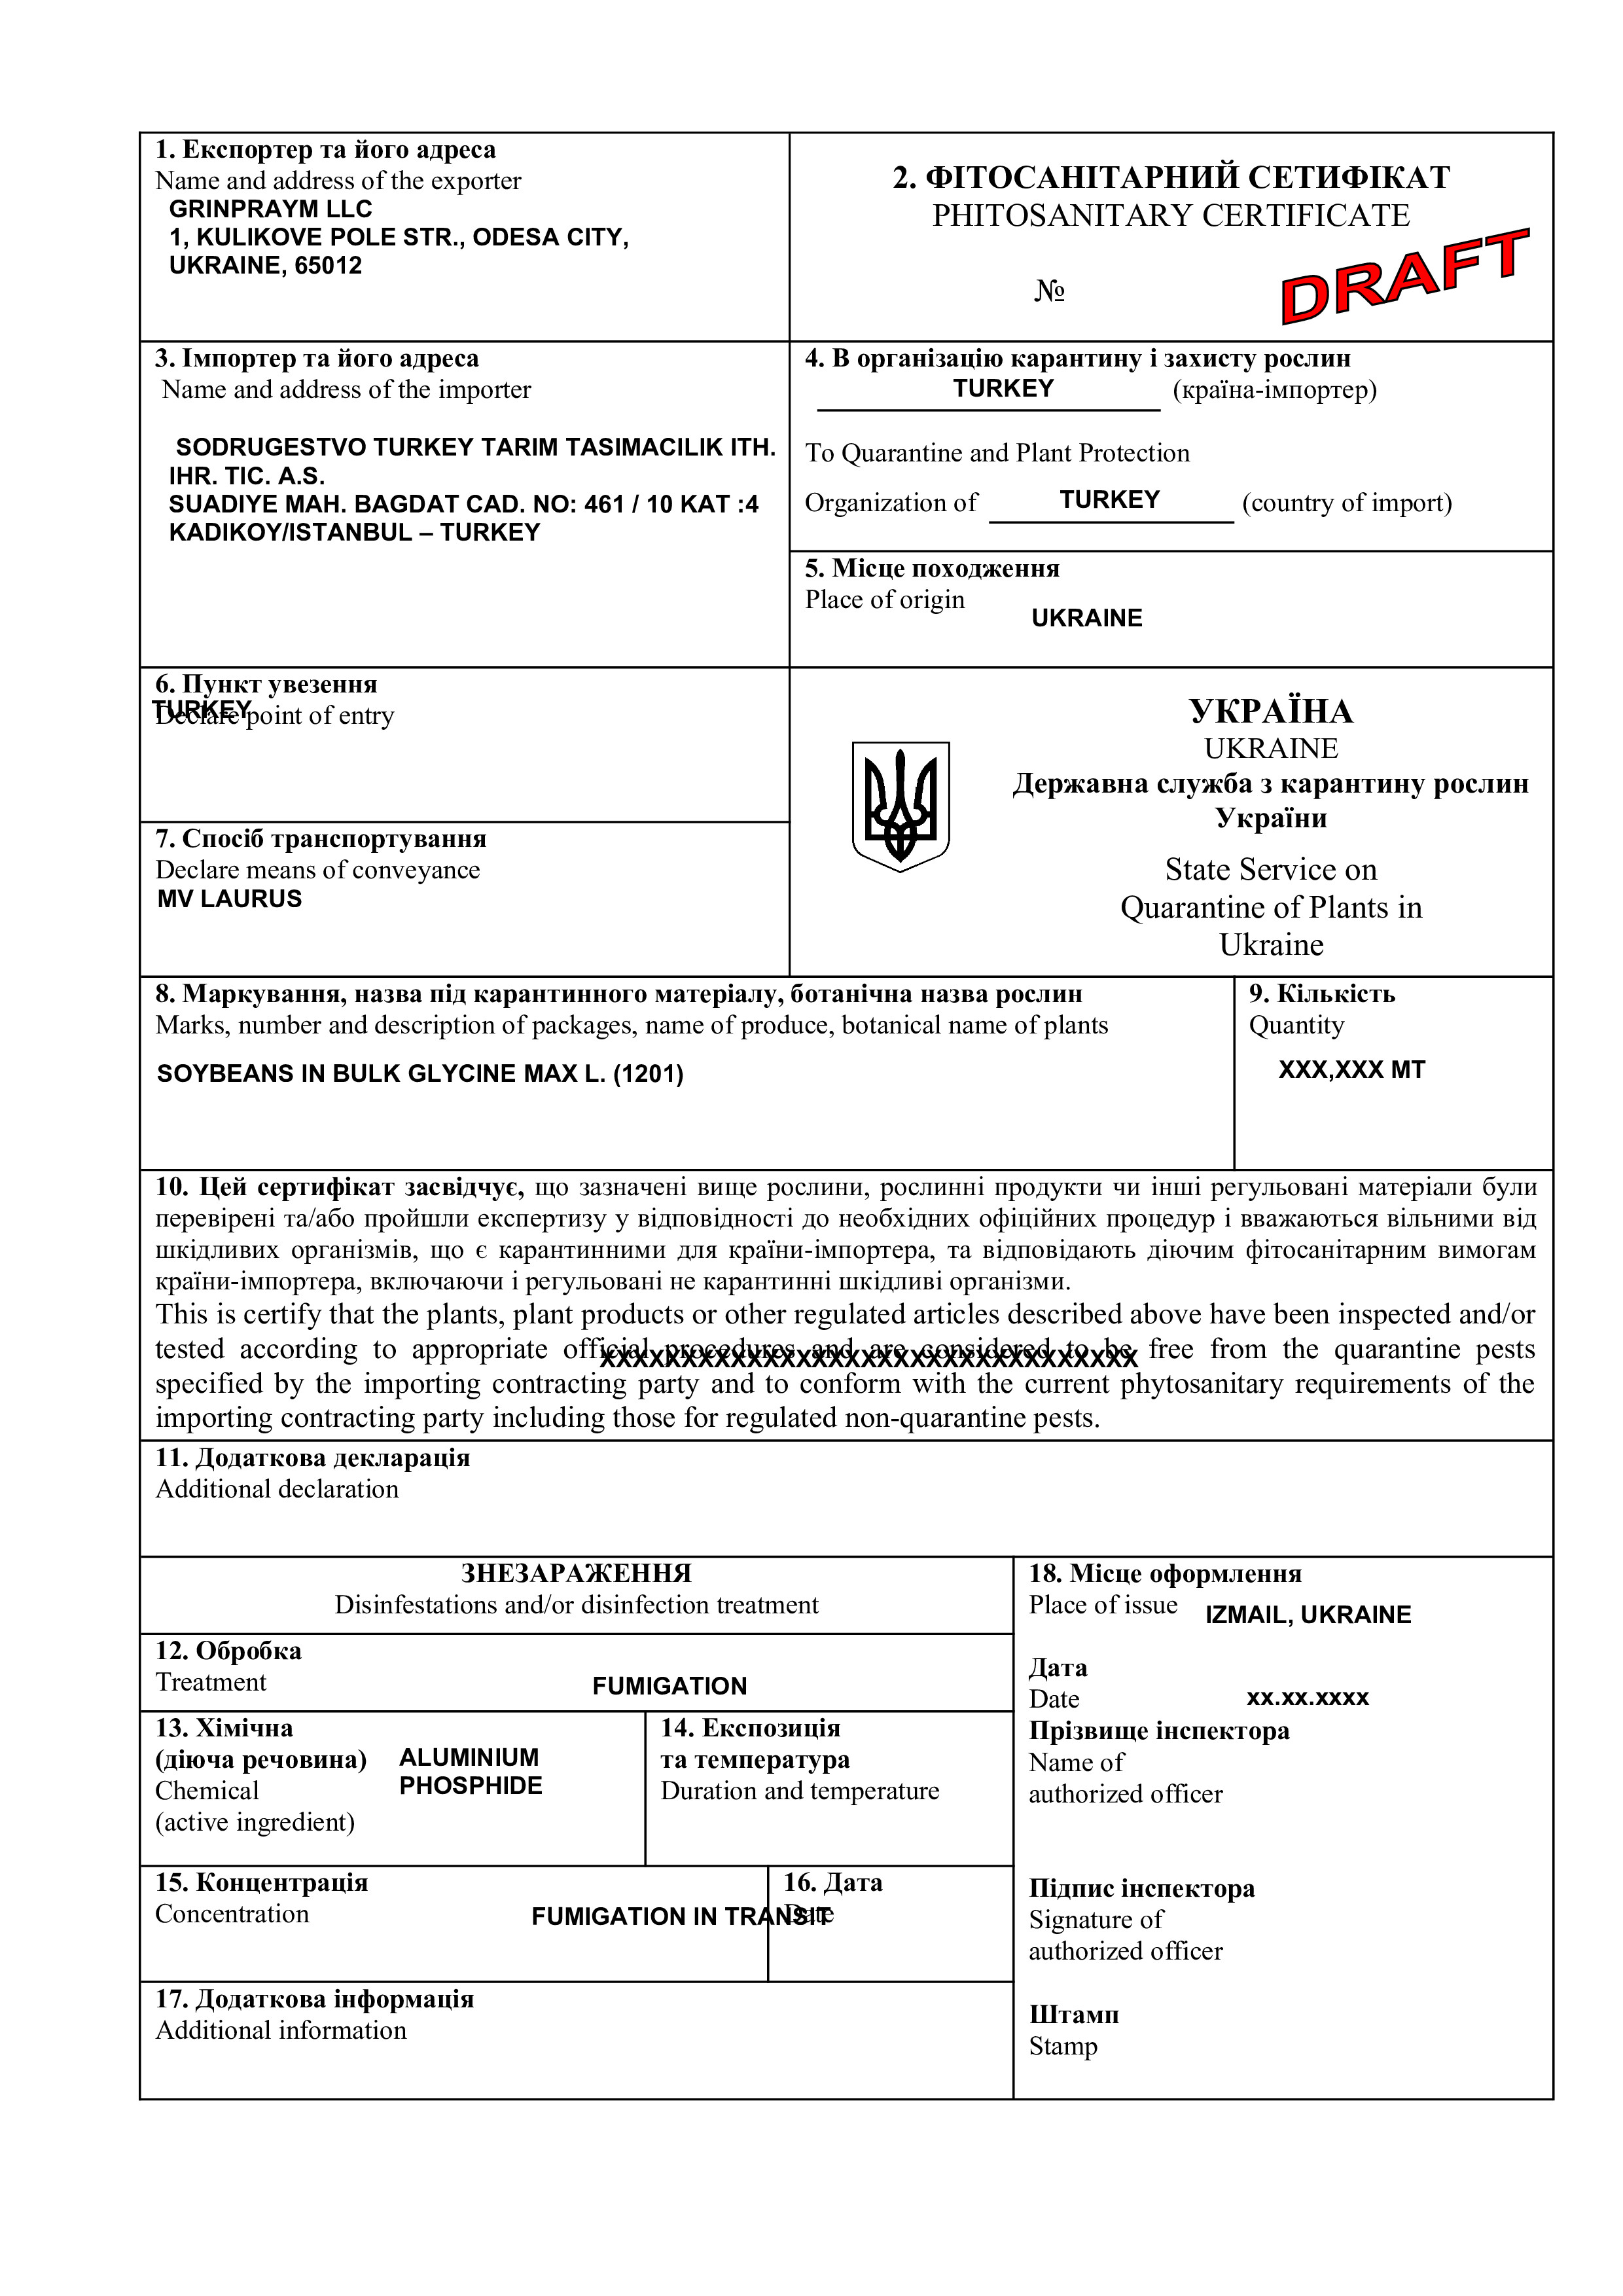 1. Експортер та його адреса
Name and address of the exporter
GRINPRAYM LLC
1, KULIKOVE POLE STR., ODESA CITY,
UKRAINE, 65012
2. ФІТОСАНІТАРНИЙ СЕТИФІКАТ
PHITOSANITARY CERTIFICATE
№
DRAFT
3. Імпортер та його адреса
Name and address of the importer
SODRUGESTVO TURKEY TARIM TASIMACILIK ITH.
IHR. TIC. A.S.
SUADIYE MAH. BAGDAT CAD. NO: 461 / 10 KAT :4
KADIKOY/ISTANBUL – TURKEY
4. В організацію карантину і захисту рослин
TURKEY (країна-імпортер)
To Quarantine and Plant Protection
Organization of TURKEY (country of import)
5. Місце походження
Place of origin
UKRAINE
6. Пункт увезення
TURKEY
Declare point of entry
7. Спосіб транспортування
Declare means of conveyance
MV LAURUS
УКРАЇНА
UKRAINE
Державна служба з карантину рослин
України
State Service on
Quarantine of Plants in
Ukraine
8. Маркування, назва під карантинного матеріалу, ботанічна назва рослин
Marks, number and description of packages, name of produce, botanical name of plants
SOYBEANS IN BULK GLYCINE MAX L. (1201)
9. Кількість
Quantity
XXX,XXX MT
10. Цей сертифікат засвідчує, що зазначені вище рослини, рослинні продукти чи інші регульовані матеріали були
перевірені та/або пройшли експертизу у відповідності до необхідних офіційних процедур і вважаються вільними від
шкідливих організмів, що є карантинними для країни-імпортера, та відповідають діючим фітосанітарним вимогам
країни-імпортера, включаючи і регульовані не карантинні шкідливі організми.
This is certify that the plants, plant products or other regulated articles described above have been inspected and/or
tested according to appropriate official procedures and are considered to be free from the quarantine pests
specified by the importing contracting party and to conform with the current phytosanitary requirements of the
importing contracting party including those for regulated non-quarantine pests.
11. Додаткова декларація
Additional declaration
ЗНЕЗАРАЖЕННЯ
Disinfestations and/or disinfection treatment
12. Обробка
Treatment FUMIGATION
13. Хімічна
(діюча речовина)
Chemical
(active ingredient)
ALUMINIUM
PHOSPHIDE
14. Експозиція
та температура
Duration and temperature
15. Концентрація
Concentration
FUMIGATION IN TRANSIT
16. Дата
Date
17. Додаткова інформація
Additional information
18. Місце оформлення
Place of issue IZMAIL, UKRAINE
Дата
Date xx.xx.xxxx
Прізвище інспектора
Name of
authorized officer
Підпис інспектора
Signature of
authorized officer
Штамп
Stamp